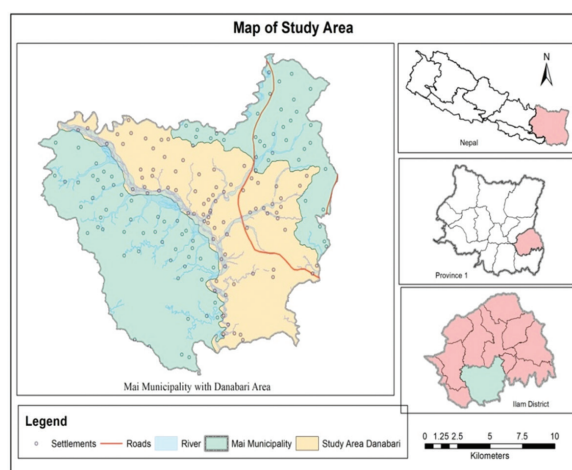 Map of Study Area
N
Nepal
Province 1
Ilam District
Mai Municipality with Danabari Area
Legend
Settlements Roads River Mai Municipality Study Area Danabari
0 1.25 2.5 5 7.5 10
Kilometers